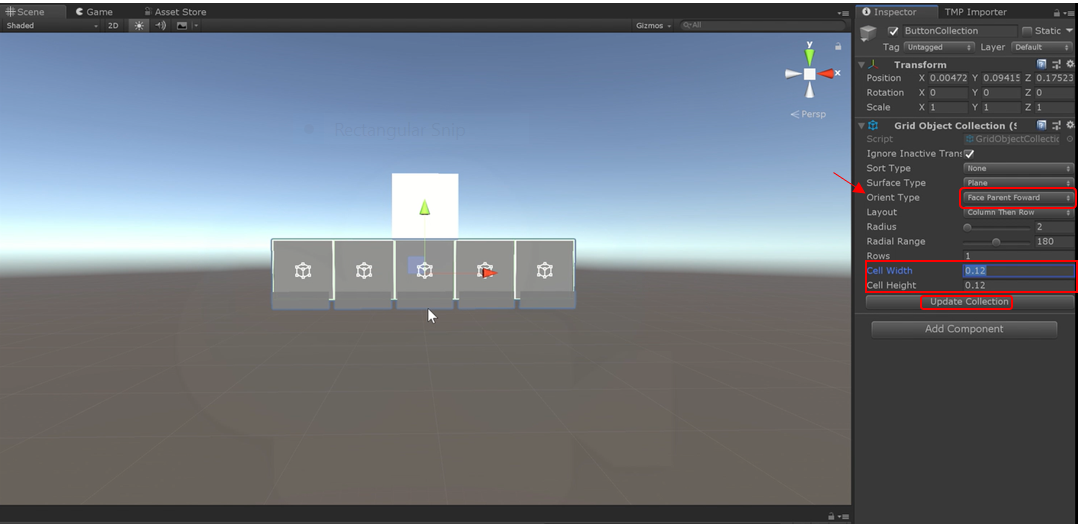 Scene Game Asset Store
Shaded 2D Gizmos All
Rectangular Snip
y
x
Persp
Inspector TMP Importer
ButtonCollection Static
Tag Untagged Layer Default
Transform
Position X 0.00472 Y 0.09415 Z 0.17523
Rotation X 0 Y 0 Z 0
Scale X 1 Y 1 Z 1
Grid Object Collection (S
Script GridObjectCollectic
Ignore Inactive Trans
Sort Type None
Surface Type Plane
Orient Type Face Parent Foward
Layout Column Then Row
Radius 2
Radial Range 180
Rows 1
Cell Width 0.12
Cell Height 0.12
Update Collection
Add Component